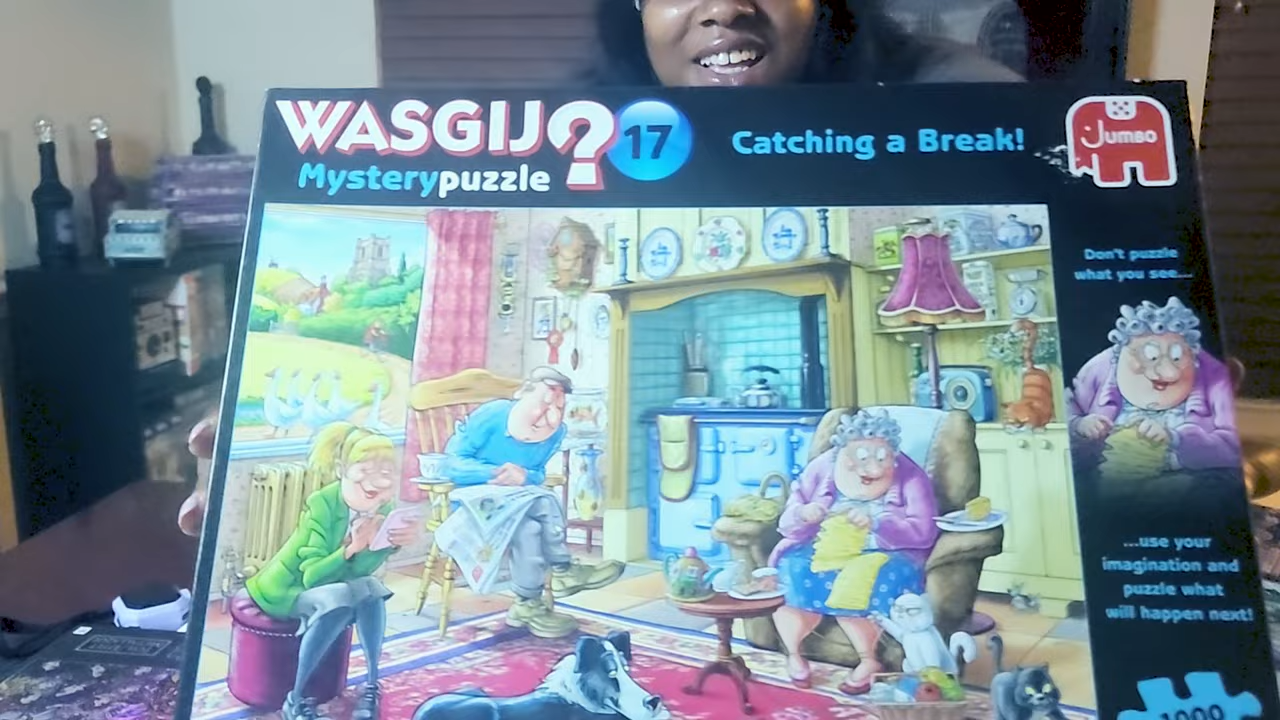 WASGIJ?
17
Catching a Break!
Jumbo
Mysterypuzzle
Don't puzzle
what you see...
...use your
imagination and
puzzle what
will happen next!
1000